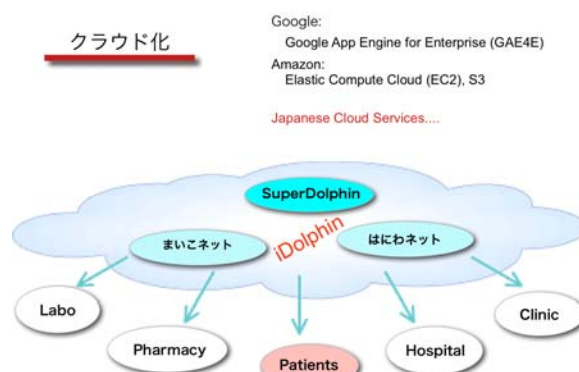 クラウド化
Google:
Google App Engine for Enterprise (GAE4E)
Amazon:
Elastic Compute Cloud (EC2), S3
Japanese Cloud Services....
SuperDolphin
まいこネット
iDolphin
はにわネット
Labo
Pharmacy
Patients
Hospital
Clinic